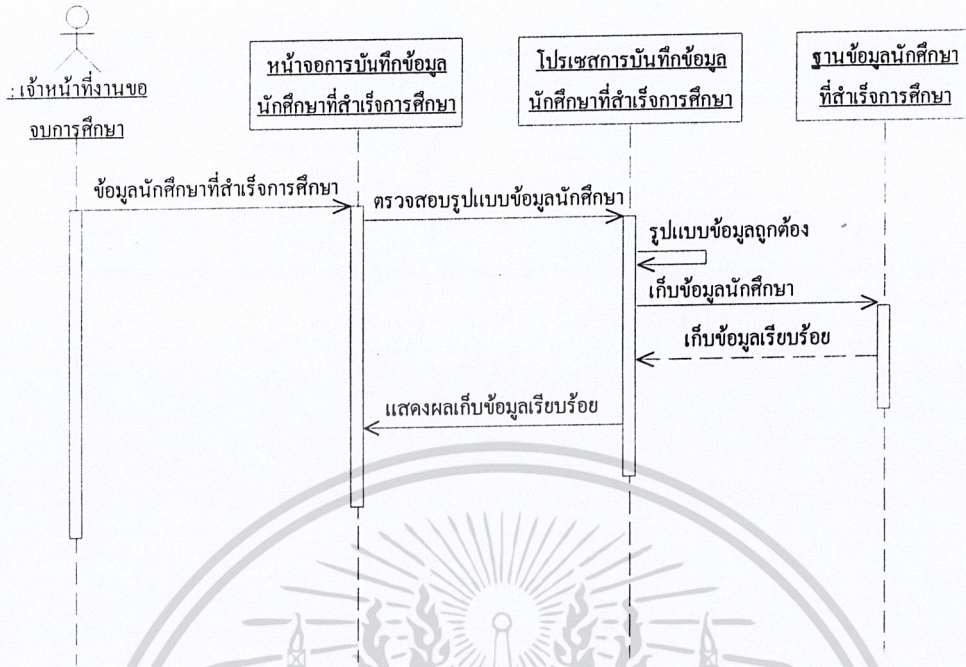 : เจ้าหน้าที่งานขอ
จบการศึกษา
หน้าจอการบันทึกข้อมูล
นักศึกษาที่สำเร็จการศึกษา
โปรเซสการบันทึกข้อมูล
นักศึกษาที่สำเร็จการศึกษา
ฐานข้อมูลนักศึกษา
ที่สำเร็จการศึกษา
ข้อมูลนักศึกษาที่สำเร็จการศึกษา
ตรวจสอบรูปแบบข้อมูลนักศึกษา
รูปแบบข้อมูลถูกต้อง
เก็บข้อมูลนักศึกษา
เก็บข้อมูลเรียบร้อย
แสดงผลเก็บข้อมูลเรียบร้อย